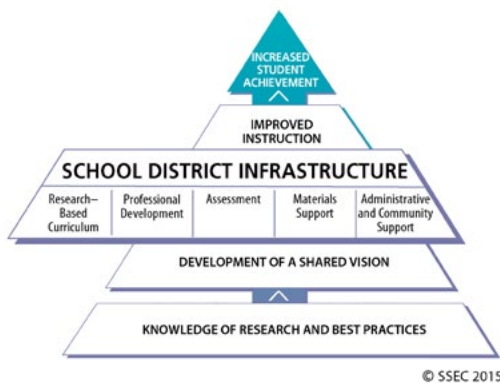 INCREASED
STUDENT
ACHIEVEMENT
IMPROVED
INSTRUCTION
SCHOOL DISTRICT INFRASTRUCTURE
Research–
Based
Curriculum
Professional
Development
Assessment
Materials
Support
Administrative
and Community
Support
DEVELOPMENT OF A SHARED VISION
KNOWLEDGE OF RESEARCH AND BEST PRACTICES
© SSEC 2015